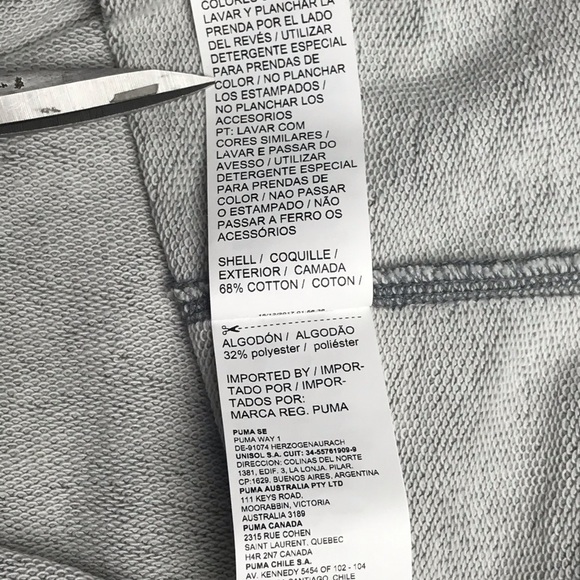 COLORES
LAVAR Y PLANCHAR LA
PRENDA POR EL LADO
DEL REVÉS / UTILIZAR
DETERGENTE ESPECIAL
PARA PRENDAS DE
COLOR / NO PLANCHAR
LOS ESTAMPADOS /
NO PLANCHAR LOS
ACCESORIOS
PT: LAVAR COM
CORES SIMILARES /
LAVAR E PASSAR DO
AVESSO / UTILIZAR
DETERGENTE ESPECIAL
PARA PRENDAS DE
COLOR / NAO PASSAR
O ESTAMPADO / NÃO
PASSAR A FERRO OS
ACESSÓRIOS
SHELL / COQUILLE /
EXTERIOR / CAMADA
68% COTTON / COTON /
ALGODÓN / ALGODÃO
32% polyester / poliéster
IMPORTED BY / IMPOR-
TADO POR / IMPOR-
TADOS POR:
MARCA REG. PUMA
PUMA SE
PUMA WAY 1
DE-91074 HERZOGENAURACH
UNISOL S.A. CUIT: 34-55761909-9
DIRECCION: COLINAS DEL NORTE
1381, EDIF. 3, LA LONJA, PILAR.
CP:1629. BUENOS AIRES, ARGENTINA
PUMA AUSTRALIA PTY LTD
111 KEYS ROAD,
MOORABBIN, VICTORIA
AUSTRALIA 3189
PUMA CANADA
2315 RUE COHEN
SAINT LAURENT, QUEBEC
H4R 2N7 CANADA
PUMA CHILE S.A.
AV. KENNEDY 5454 OF 102 - 104
SANTIAGO, CHILE